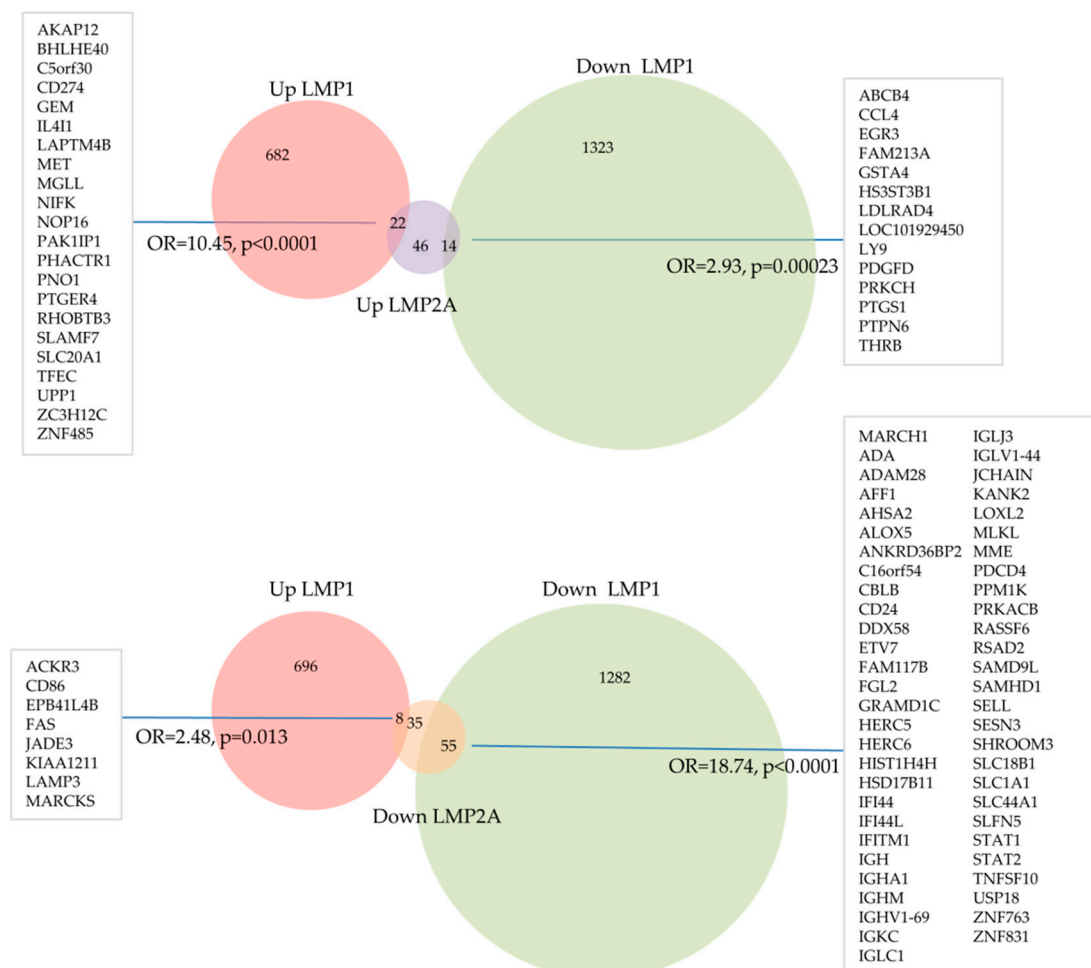 AKAP12
BHLHE40
C5orf30
CD274
GEM
IL4I1
LAPTM4B
MET
MGLL
NIFK
NOP16
PAK1IP1
PHACTR1
PNO1
PTGER4
RHOBTB3
SLAMF7
SLC20A1
TFEC
UPP1
ZC3H12C
ZNF485
Up LMP1
682
22
OR=10.45, p<0.0001
46
14
Up LMP2A
Down LMP1
1323
OR=2.93, p=0.00023
ABCB4
CCL4
EGR3
FAM213A
GSTA4
HS3ST3B1
LDLRAD4
LOC101929450
LY9
PDGFD
PRKCH
PTGS1
PTPN6
THRB
ACKR3
CD86
EPB41L4B
FAS
JADE3
KIAA1211
LAMP3
MARCKS
Up LMP1
696
8
35
OR=2.48, p=0.013
55
Down LMP2A
Down LMP1
1282
OR=18.74, p<0.0001
MARCH1
ADA
ADAM28
AFF1
AHSA2
ALOX5
ANKRD36BP2
C16orf54
CBLB
CD24
DDX58
ETV7
FAM117B
FGL2
GRAMD1C
HERC5
HERC6
HIST1H4H
HSD17B11
IFI44
IFI44L
IFITM1
IGH
IGHA1
IGHM
IGHV1-69
IGKC
IGLC1
IGLJ3
IGLV1-44
JCHAIN
KANK2
LOXL2
MLKL
MME
PDCD4
PPM1K
PRKACB
RASSF6
RSAD2
SAMD9L
SAMHD1
SELL
SESN3
SHROOM3
SLC18B1
SLC1A1
SLC44A1
SLFN5
STAT1
STAT2
TNFSF10
USP18
ZNF763
ZNF831